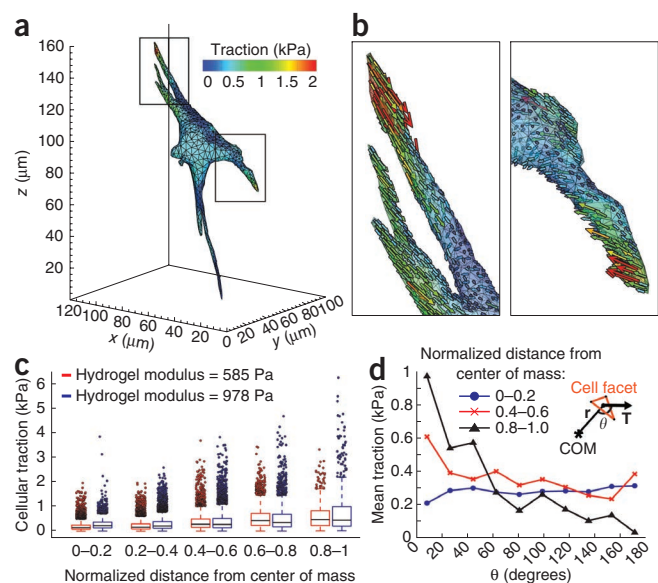 a
Traction (kPa)
0 0.5 1 1.5 2
160
140
120
100
80
60
40
20
z (μm)
120 100 80 60 40 20 0
x (μm)
0 20 40 60 80 100
y (μm)
b
c
Hydrogel modulus = 585 Pa
Hydrogel modulus = 978 Pa
Cellular traction (kPa)
6
5
4
3
2
1
0
0–0.2 0.2–0.4 0.4–0.6 0.6–0.8 0.8–1
Normalized distance from center of mass
d
Normalized distance from
center of mass:
0–0.2
0.4–0.6
0.8–1.0
Cell facet
r
θ
T
COM
Mean traction (kPa)
1
0.8
0.6
0.4
0.2
0
0 20 40 60 80 100 120 140 160 180
θ (degrees)